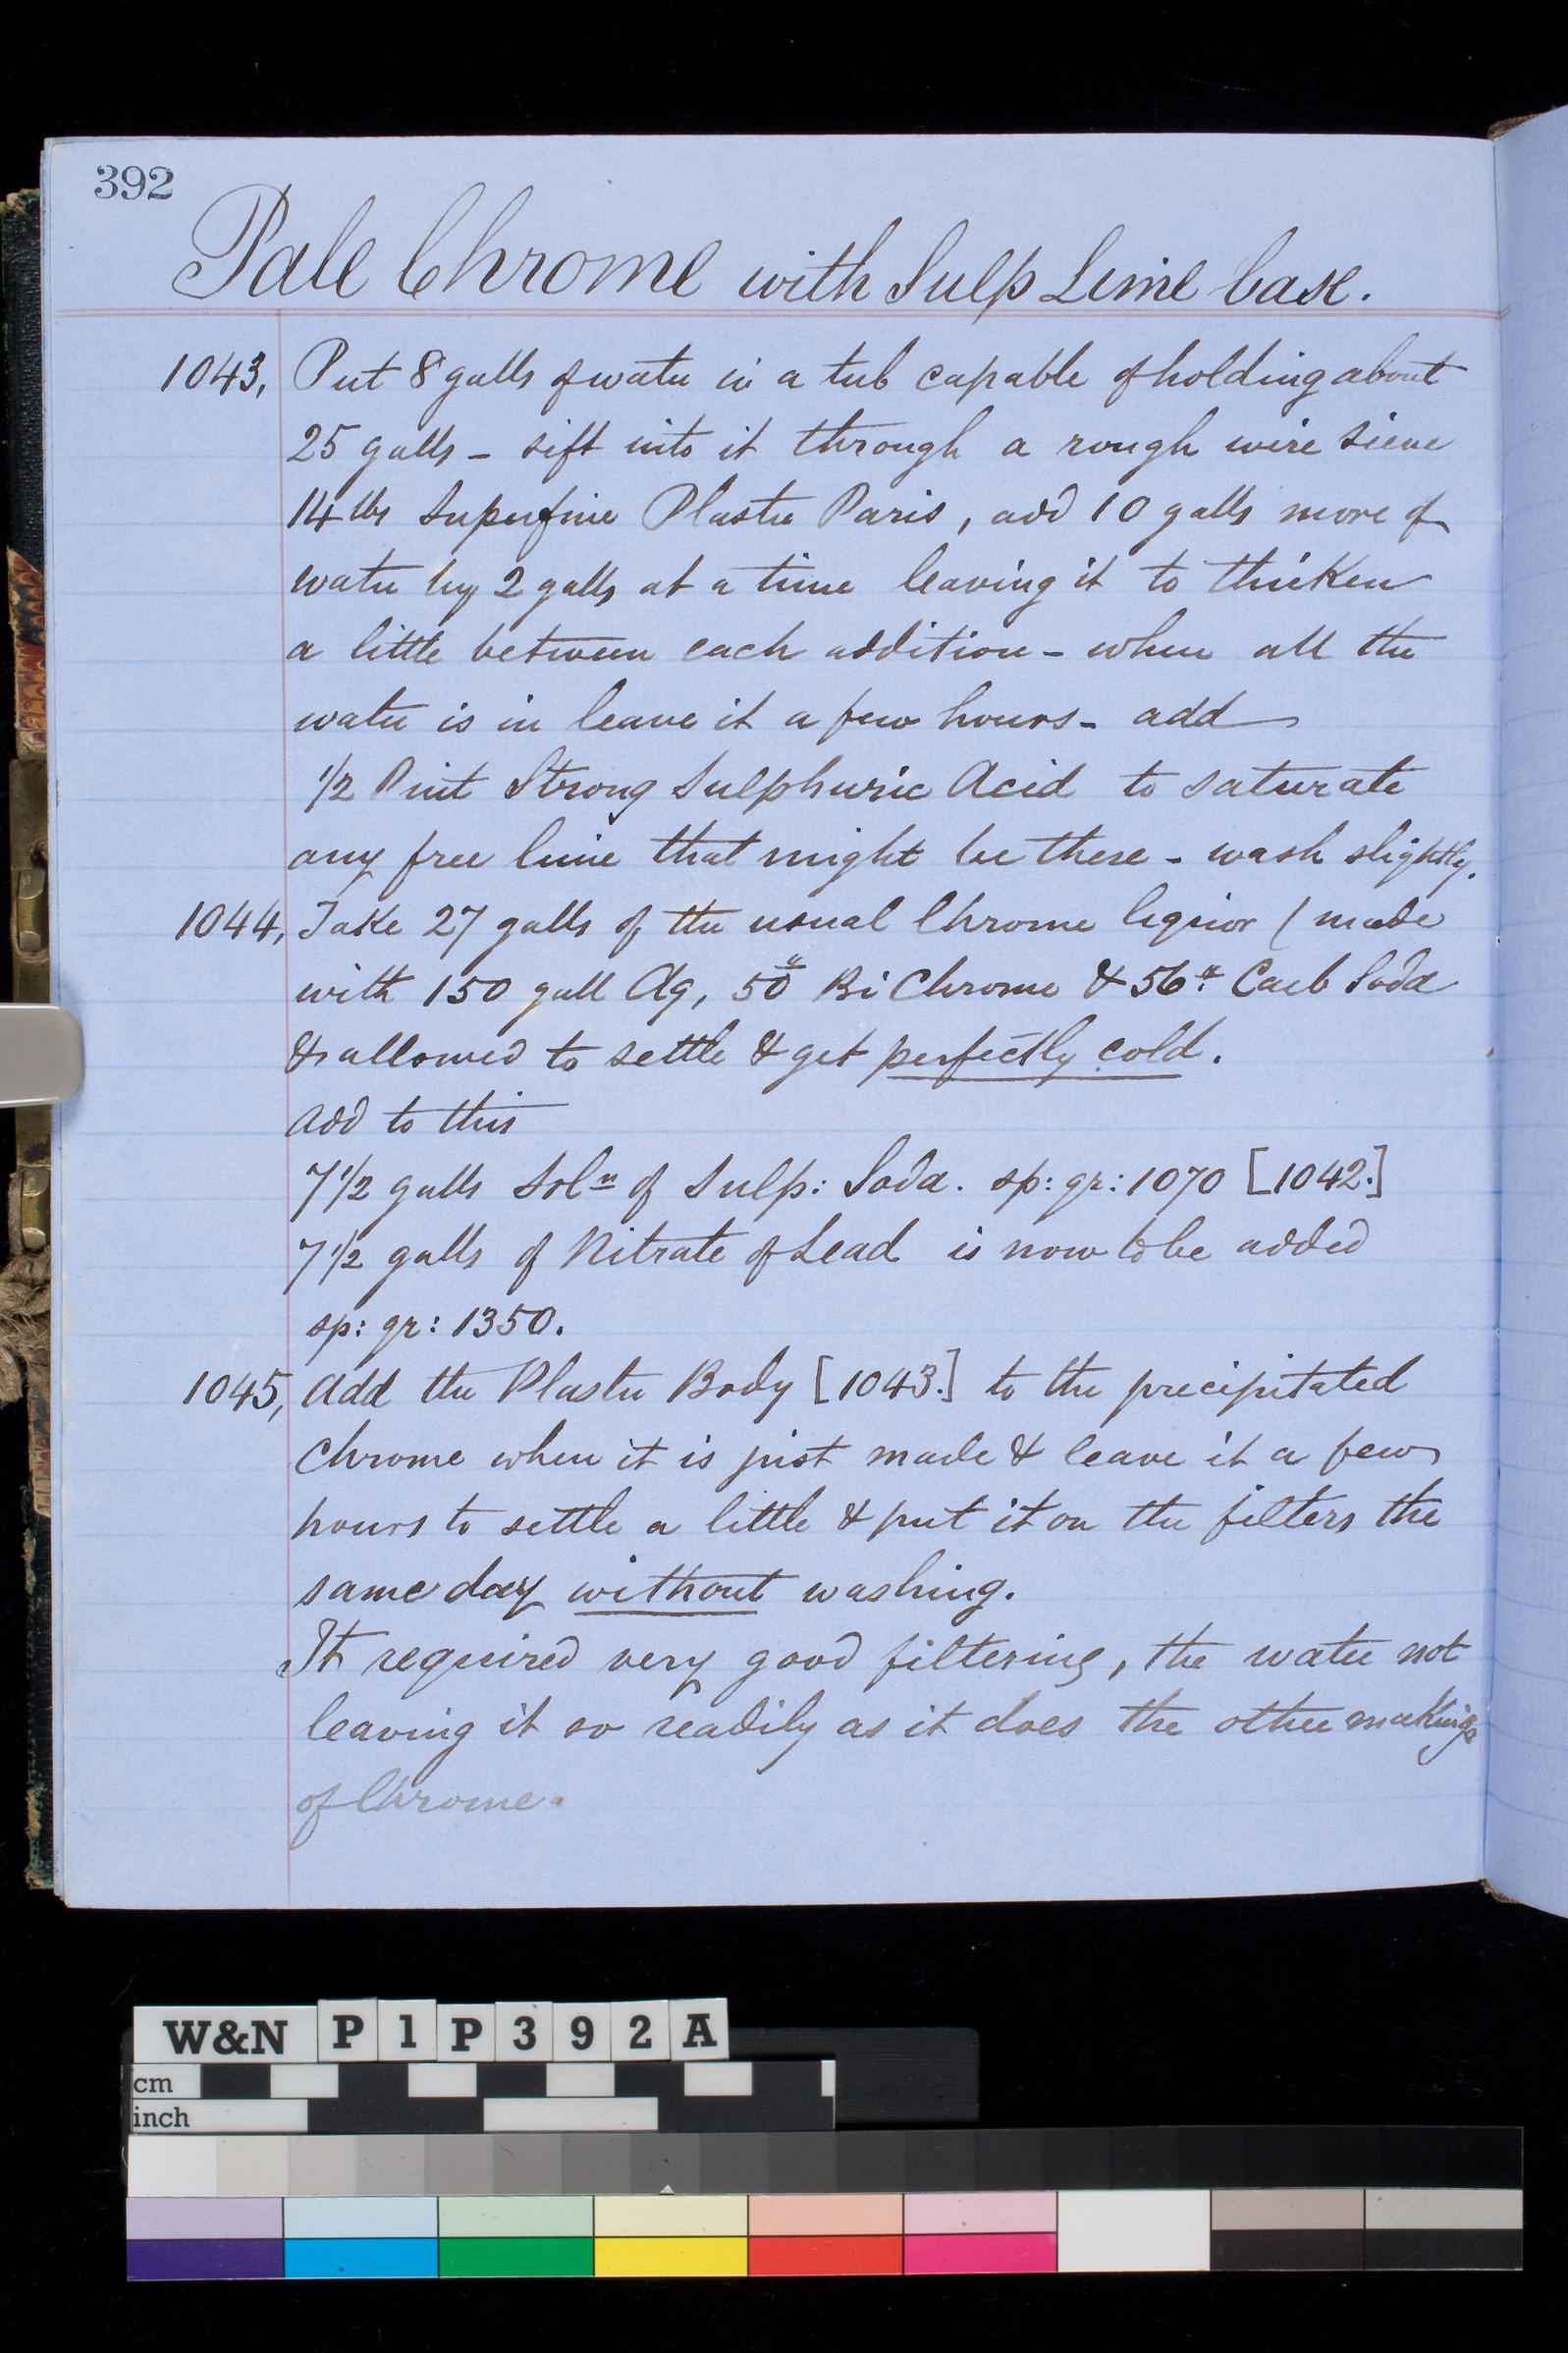 392
Pale Chrome with Sulp Lime base.
1043, Put 8 galls of water in a tub capable of holding about
25 galls - sift into it through a rough wire sieve
14 lbs Superfine Plaster Paris, add 10 galls more of
water by 2 galls at a time leaving it to thicken
a little between each addition - when all the
water is in leave it a few hours - add
1/2 Pint Strong Sulphuric Acid to saturate
any free lime that might be there - wash slightly.
1044, Take 27 galls of the usual Chrome liquor (made
with 150 gall Aq, 50 Bi Chrome & 56 Carb Soda
& allowed to settle & get perfectly cold.
add to this
7 1/2 galls Soln of Sulp: Soda. sp: gr: 1070 [1042.]
7 1/2 galls of Nitrate of Lead is now to be added
sp: gr: 1350.
1045, Add the Plaster Body [1043.] to the precipitated
Chrome when it is just made & leave it a few
hours to settle a little & put it on the filters the
same day without washing.
It required very good filtering, the water not
leaving it so readily as it does the other makings
of Chrome.
W&N P1P392A
cm
inch